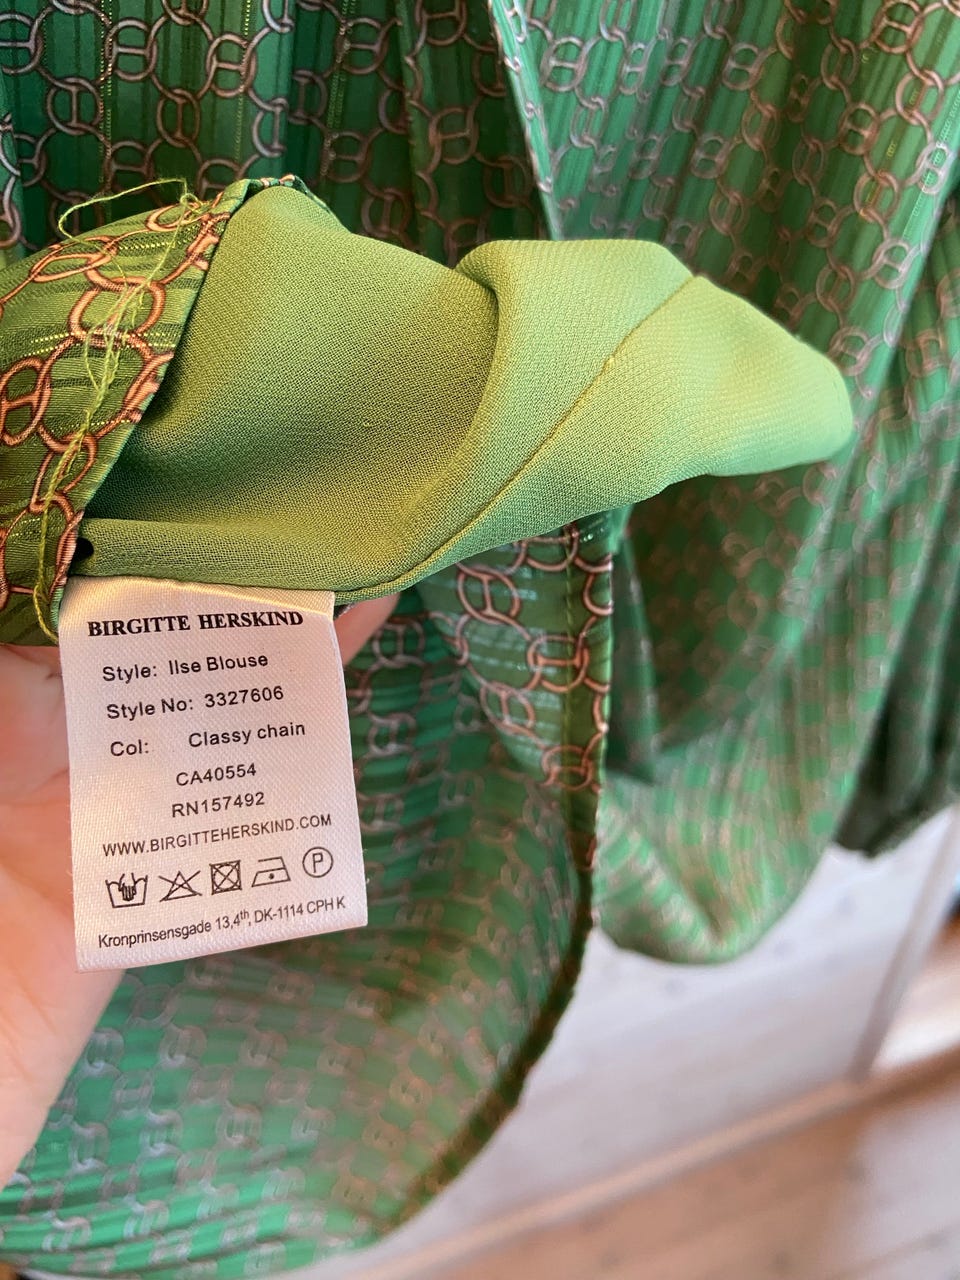 BIRGITTE HERSKIND
Style: Ilse Blouse
Style No: 3327606
Col: Classy chain
CA40554
RN157492
WWW.BIRGITTEHERSKIND.COM
P
Kronprinsensgade 13,4th, DK-1114 CPH K